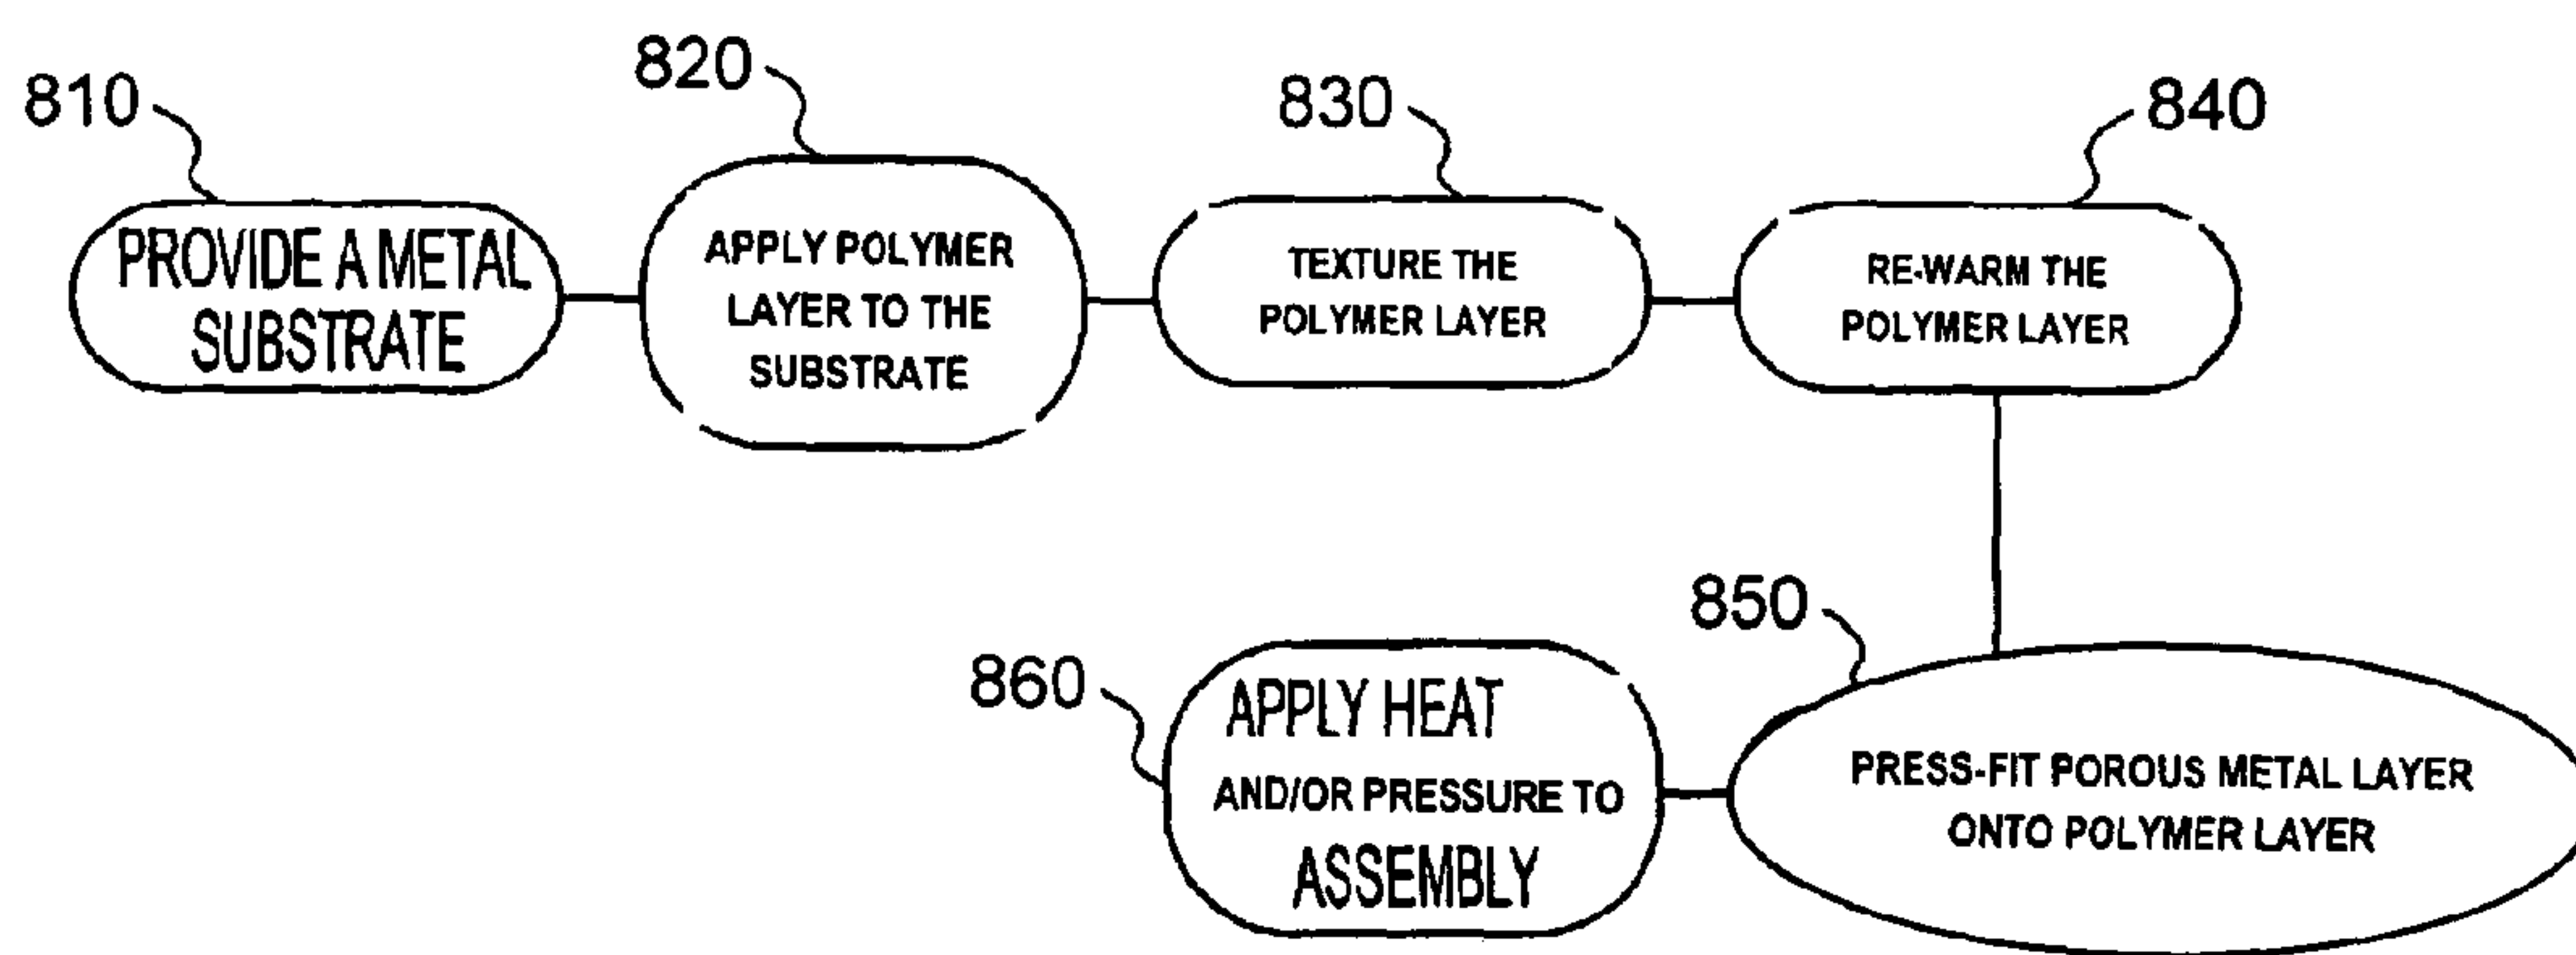 810
PROVIDE A METAL
SUBSTRATE
820
APPLY POLYMER
LAYER TO THE
SUBSTRATE
830
TEXTURE THE
POLYMER LAYER
840
RE-WARM THE
POLYMER LAYER
850
PRESS-FIT POROUS METAL LAYER
ONTO POLYMER LAYER
860
APPLY HEAT
AND/OR PRESSURE TO
ASSEMBLY